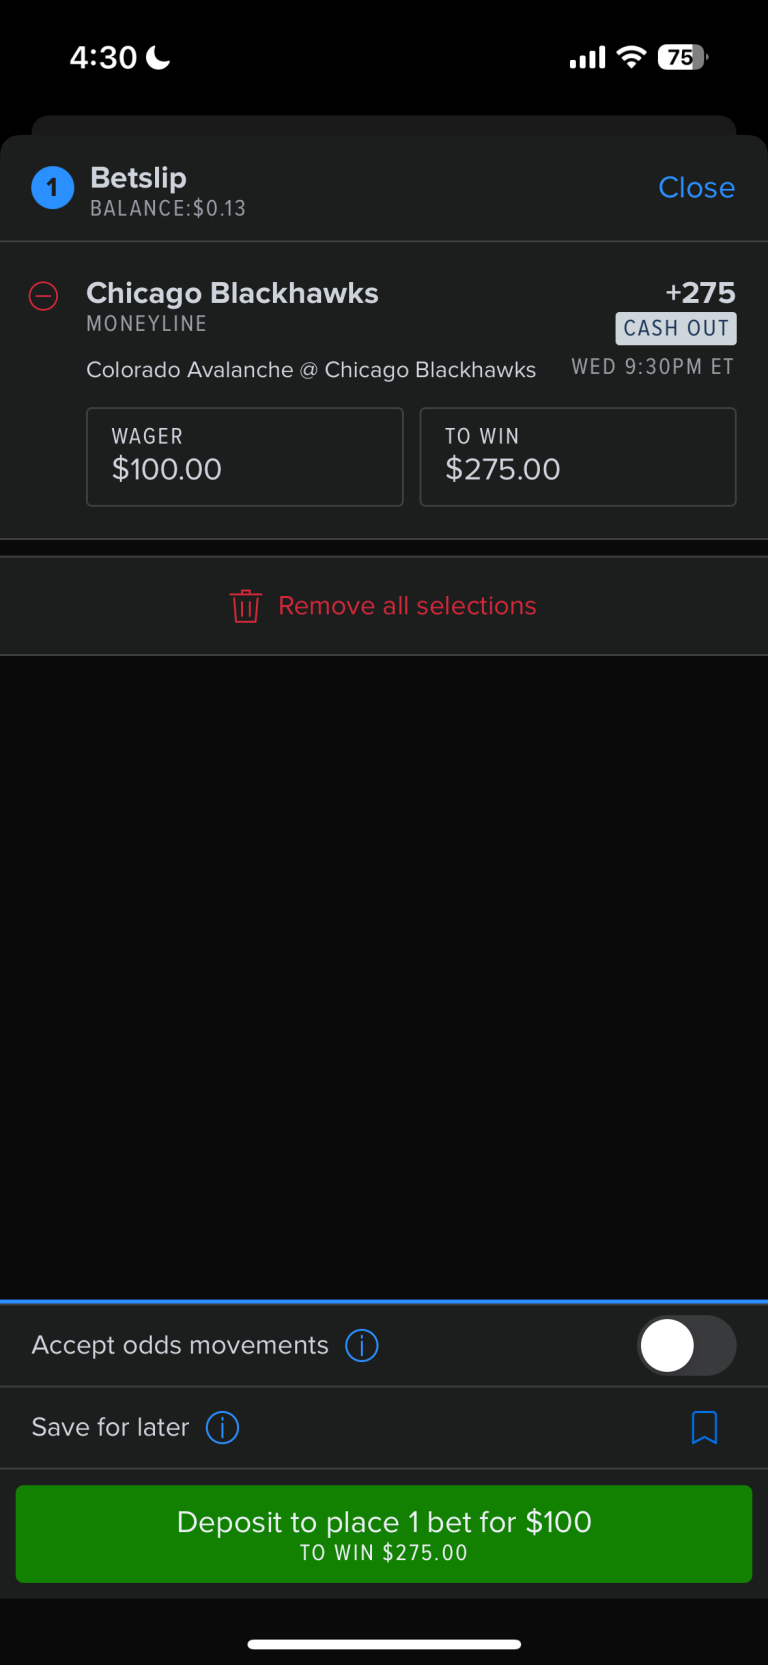 4:30
75
1
Betslip
Close
BALANCE:$0.13
Chicago Blackhawks
+275
MONEYLINE
CASH OUT
Colorado Avalanche @ Chicago Blackhawks
WED 9:30PM ET
WAGER
$100.00
TO WIN
$275.00
Remove all selections
Accept odds movements
Save for later
Deposit to place 1 bet for $100
TO WIN $275.00